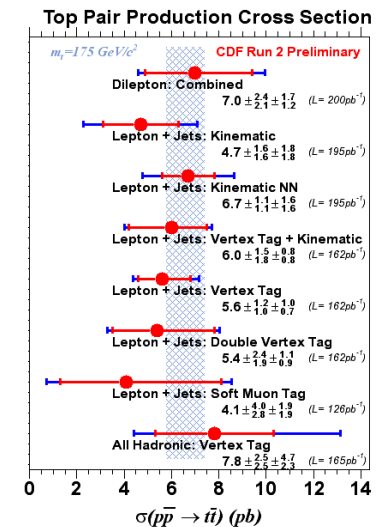 Top Pair Production Cross Section
mt=175 GeV/c²
CDF Run 2 Preliminary
Dilepton: Combined
7.0 ± 2.4 2.1 ± 1.7 1.2 (L= 200pb⁻¹)
Lepton + Jets: Kinematic
4.7 ± 1.6 1.6 ± 1.8 1.8 (L= 195pb⁻¹)
Lepton + Jets: Kinematic NN
6.7 ± 1.1 1.1 ± 1.6 1.6 (L= 195pb⁻¹)
Lepton + Jets: Vertex Tag + Kinematic
6.0 ± 1.5 1.8 ± 0.8 0.8 (L= 162pb⁻¹)
Lepton + Jets: Vertex Tag
5.6 ± 1.2 1.0 ± 1.0 0.7 (L= 162pb⁻¹)
Lepton + Jets: Double Vertex Tag
5.4 ± 2.4 1.9 ± 1.1 0.9 (L= 162pb⁻¹)
Lepton + Jets: Soft Muon Tag
4.1 ± 4.0 2.8 ± 1.9 1.9 (L= 126pb⁻¹)
All Hadronic: Vertex Tag
7.8 ± 2.5 2.5 ± 4.7 2.3 (L= 165pb⁻¹)
0 2 4 6 8 10 12 14
σ(pp̅ → tt̅) (pb)